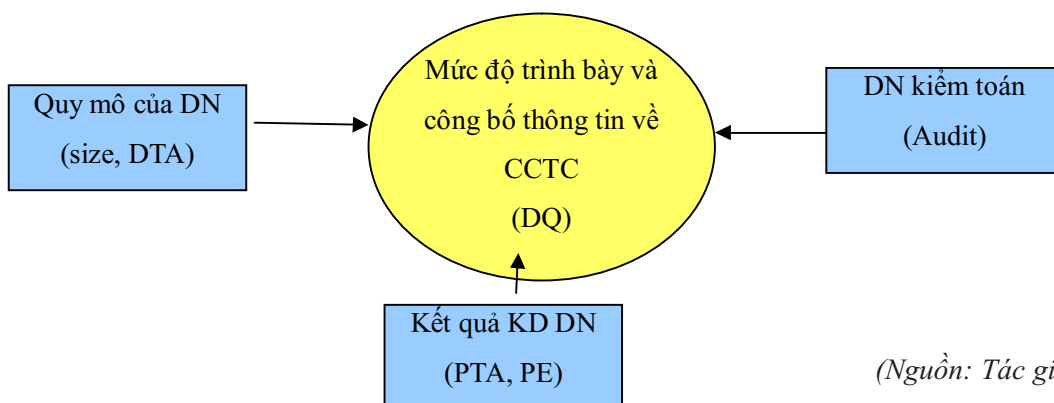 Quy mô của DN
(size, DTA)
Mức độ trình bày và
công bố thông tin về
CCTC
(DQ)
DN kiểm toán
(Audit)
Kết quả KD DN
(PTA, PE)
(Nguồn: Tác